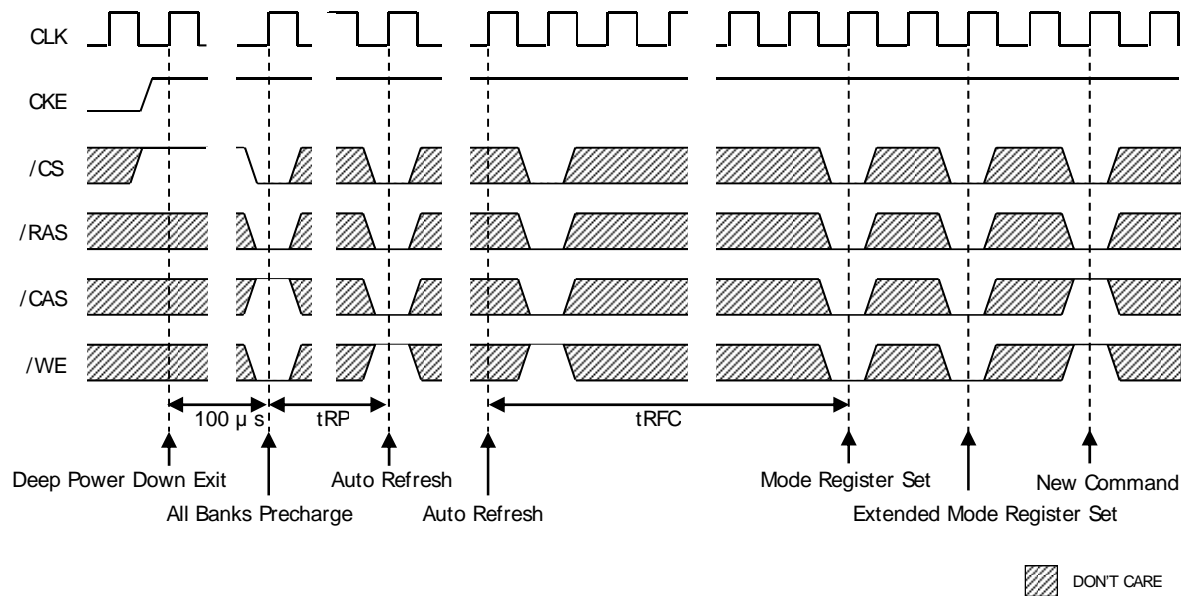 CLK
CKE
/CS
/RAS
/CAS
/WE
100 μ s
tRP
tRFC
Deep Power Down Exit
Auto Refresh
Mode Register Set
New Command
All Banks Precharge
Auto Refresh
Extended Mode Register Set
DON'T CARE